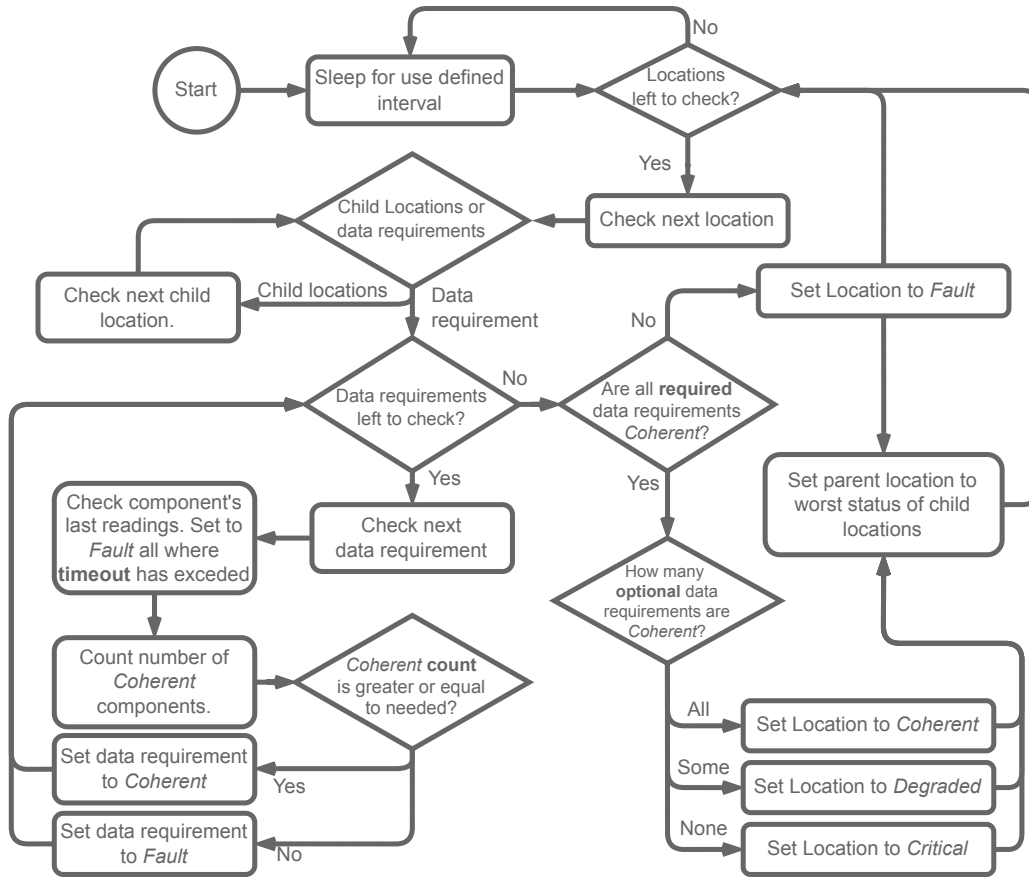 No
Start
Sleep for use defined
interval
Locations
left to check?
Yes
Child Locations or
data requirements
Check next location
Check next child
location.
Child locations
Data
requirement
Set Location to Fault
No
Data requirements
left to check?
No
Are all required
data requirements
Coherent?
Yes
Yes
Set parent location to
worst status of child
locations
Check component's
last readings. Set to
Fault all where
timeout has exceded
Check next
data requirement
How many
optional data
requirements are
Coherent?
Count number of
Coherent
components.
Coherent count
is greater or equal
to needed?
All
Set Location to Coherent
Set data requirement
to Coherent
Yes
Some
Set Location to Degraded
Set data requirement
to Fault
No
None
Set Location to Critical